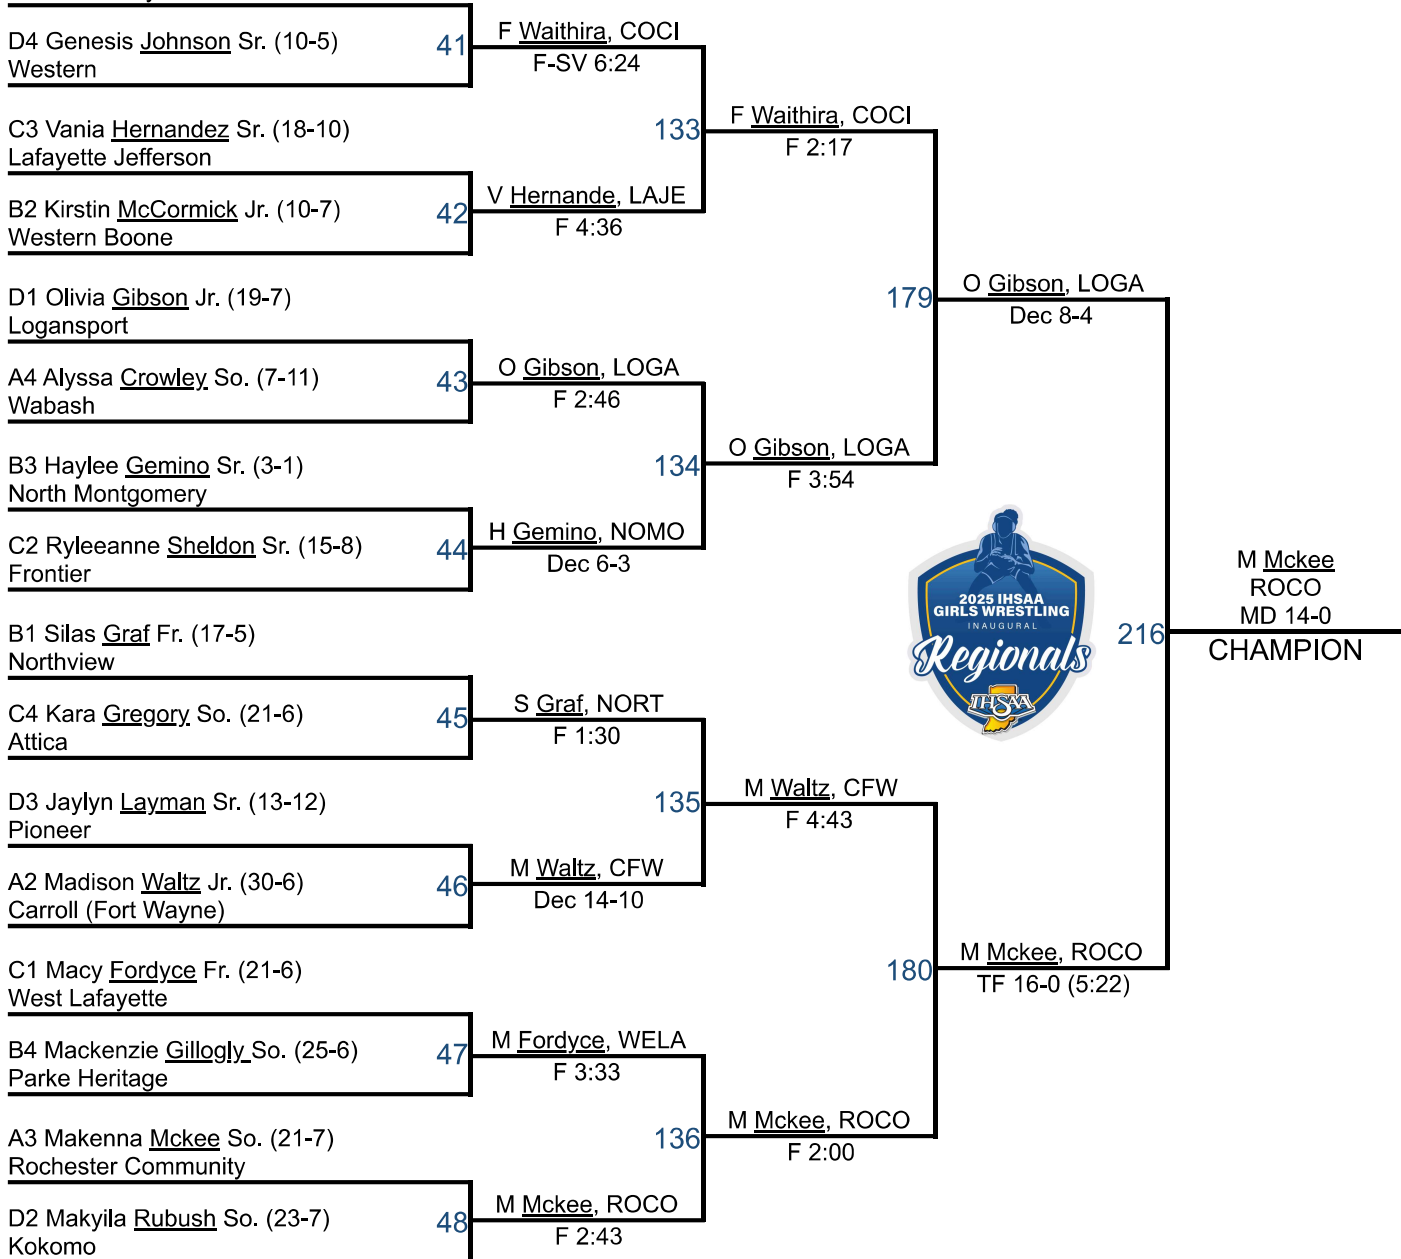 D4 Genesis Johnson Sr. (10-5)
Western
41
F Waithira, COCI
F-SV 6:24
C3 Vania Hernandez Sr. (18-10)
Lafayette Jefferson
133
F Waithira, COCI
F 2:17
B2 Kirstin McCormick Jr. (10-7)
Western Boone
42
V Hernande, LAJE
F 4:36
D1 Olivia Gibson Jr. (19-7)
Logansport
179
O Gibson, LOGA
Dec 8-4
A4 Alyssa Crowley So. (7-11)
Wabash
43
O Gibson, LOGA
F 2:46
B3 Haylee Gemino Sr. (3-1)
North Montgomery
134
O Gibson, LOGA
F 3:54
C2 Ryleeanne Sheldon Sr. (15-8)
Frontier
44
H Gemino, NOMO
Dec 6-3
2025 IHSAA
GIRLS WRESTLING
INAUGURAL
Regionals
IHSAA
216
M Mckee
ROCO
MD 14-0
CHAMPION
B1 Silas Graf Fr. (17-5)
Northview
C4 Kara Gregory So. (21-6)
Attica
45
S Graf, NORT
F 1:30
D3 Jaylyn Layman Sr. (13-12)
Pioneer
135
M Waltz, CFW
F 4:43
A2 Madison Waltz Jr. (30-6)
Carroll (Fort Wayne)
46
M Waltz, CFW
Dec 14-10
C1 Macy Fordyce Fr. (21-6)
West Lafayette
180
M Mckee, ROCO
TF 16-0 (5:22)
B4 Mackenzie Gillogly So. (25-6)
Parke Heritage
47
M Fordyce, WELA
F 3:33
A3 Makenna Mckee So. (21-7)
Rochester Community
136
M Mckee, ROCO
F 2:00
D2 Makyila Rubush So. (23-7)
Kokomo
48
M Mckee, ROCO
F 2:43